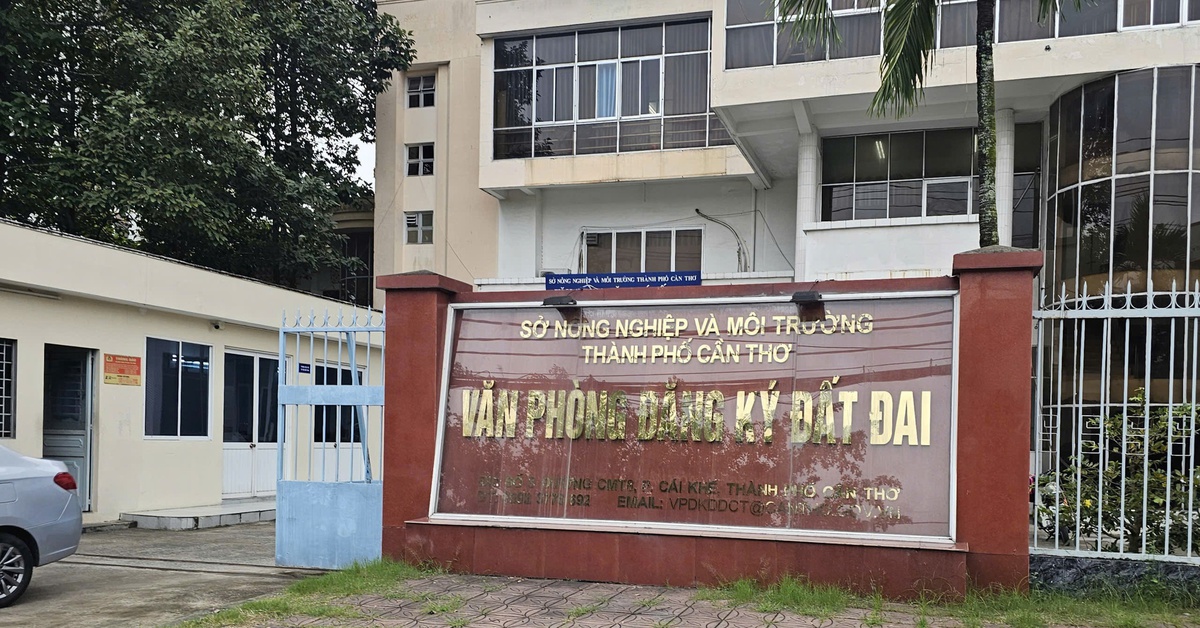 SỞ NÔNG NGHIỆP VÀ MÔI TRƯỜNG THÀNH PHỐ CẦN THƠ
SỞ NÔNG NGHIỆP VÀ MÔI TRƯỜNG
THÀNH PHỐ CẦN THƠ
VĂN PHÒNG ĐĂNG KÝ ĐẤT ĐAI
CMT8, P. CÁI KHẾ, THÀNH PHỐ CẦN THƠ
EMAIL: